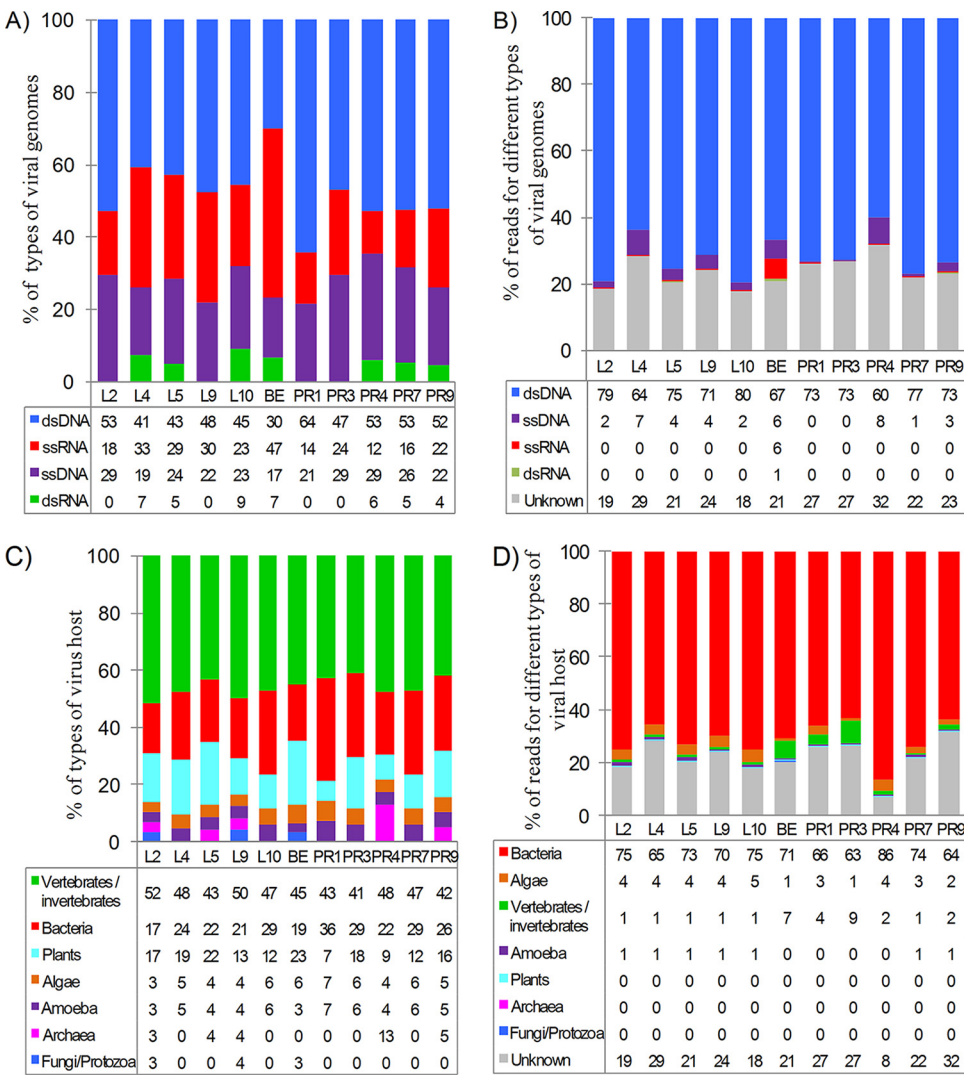 A)
% of types of viral genomes
100
80
60
40
20
0
L2 L4 L5 L9 L10 BE PR1 PR3 PR4 PR7 PR9
dsDNA 53 41 43 48 45 30 64 47 53 53 52
ssRNA 18 33 29 30 23 47 14 24 12 16 22
ssDNA 29 19 24 22 23 17 21 29 29 26 22
dsRNA 0 7 5 0 9 7 0 0 6 5 4
B)
% of reads for different types
of viral genomes
100
80
60
40
20
0
L2 L4 L5 L9 L10 BE PR1 PR3 PR4 PR7 PR9
dsDNA 79 64 75 71 80 67 73 73 60 77 73
ssDNA 2 7 4 4 2 6 0 0 8 1 3
ssRNA 0 0 0 0 0 6 0 0 0 0 0
dsRNA 0 0 0 0 0 1 0 0 0 0 0
Unknown 19 29 21 24 18 21 27 27 32 22 23
C)
% of types of virus host
100
80
60
40
20
0
L2 L4 L5 L9 L10 BE PR1 PR3 PR4 PR7 PR9
Vertebrates /
invertebrates 52 48 43 50 47 45 43 41 48 47 42
Bacteria 17 24 22 21 29 19 36 29 22 29 26
Plants 17 19 22 13 12 23 7 18 9 12 16
Algae 3 5 4 4 6 6 7 6 4 6 5
Amoeba 3 5 4 4 6 3 7 6 4 6 5
Archaea 3 0 4 4 0 0 0 0 13 0 5
Fungi/Protozoa 3 0 0 4 0 3 0 0 0 0 0
D)
% of reads for different types of
viral host
100
80
60
40
20
0
L2 L4 L5 L9 L10 BE PR1 PR3 PR4 PR7 PR9
Bacteria 75 65 73 70 75 71 66 63 86 74 64
Algae 4 4 4 4 5 1 3 1 4 3 2
Vertebrates /
invertebrates 1 1 1 1 1 7 4 9 2 1 2
Amoeba 1 1 1 1 1 0 0 0 0 1 1
Plants 0 0 0 0 0 0 0 0 0 0 0
Archaea 0 0 0 0 0 0 0 0 0 0 0
Fungi/Protozoa 0 0 0 0 0 0 0 0 0 0 0
Unknown 19 29 21 24 18 21 27 27 8 22 32